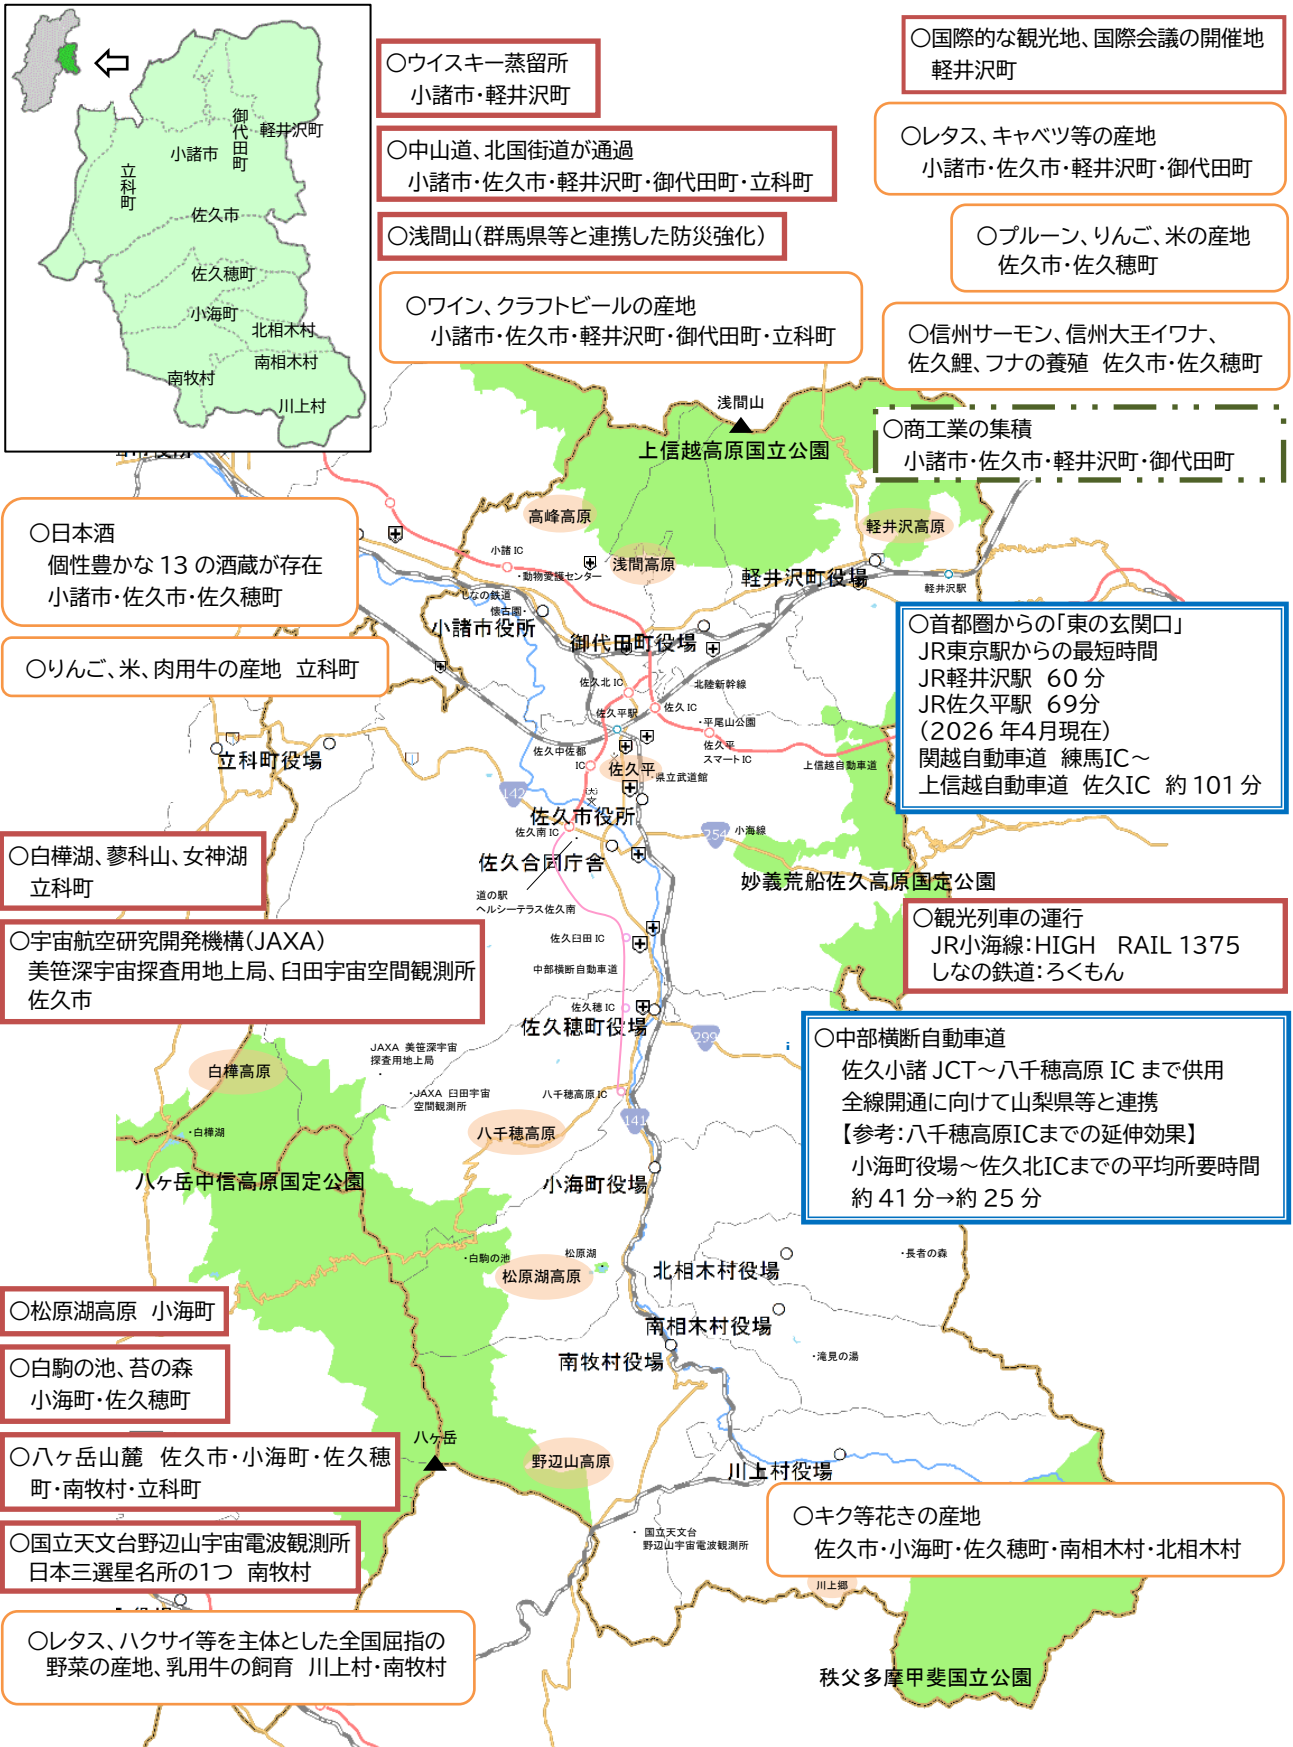 御代田町
軽井沢町
小諸市
立科町
佐久市
佐久穂町
小海町
北相木村
南相木村
南牧村
川上村
○ウイスキー蒸留所
小諸市・軽井沢町
○中山道、北国街道が通過
小諸市・佐久市・軽井沢町・御代田町・立科町
○浅間山(群馬県等と連携した防災強化)
○ワイン、クラフトビールの産地
小諸市・佐久市・軽井沢町・御代田町・立科町
○国際的な観光地、国際会議の開催地
軽井沢町
○レタス、キャベツ等の産地
小諸市・佐久市・軽井沢町・御代田町
○プルーン、りんご、米の産地
佐久市・佐久穂町
○信州サーモン、信州大王イワナ、
佐久鯉、フナの養殖 佐久市・佐久穂町
○商工業の集積
小諸市・佐久市・軽井沢町・御代田町
浅間山
上信越高原国立公園
高峰高原
浅間高原
軽井沢高原
○日本酒
個性豊かな13の酒蔵が存在
小諸市・佐久市・佐久穂町
○りんご、米、肉用牛の産地 立科町
小諸IC
・動物愛護センター
しなの鉄道
懐古園・
小諸市役所
御代田町役場
軽井沢町役場
軽井沢駅
○首都圏からの「東の玄関口」
JR東京駅からの最短時間
JR軽井沢駅 60分
JR佐久平駅 69分
(2026年4月現在)
関越自動車道 練馬IC~
上信越自動車道 佐久IC 約101分
佐久北IC
北陸新幹線
佐久平駅
佐久IC
・平尾山公園
佐久平
スマートIC
上信越自動車道
立科町役場
佐久中佐都
IC
佐久平
・県立武道館
142
(大)
佐久市役所
佐久南IC
254
小海線
佐久合同庁舎
道の駅
ヘルシーテラス佐久南
妙義荒船佐久高原国定公園
○白樺湖、蓼科山、女神湖
立科町
○宇宙航空研究開発機構(JAXA)
美笹深宇宙探査用地上局、臼田宇宙空間観測所
佐久市
○観光列車の運行
JR小海線:HIGH RAIL 1375
しなの鉄道:ろくもん
佐久臼田IC
中部横断自動車道
佐久穂IC
佐久穂町役場
299
○中部横断自動車道
佐久小諸JCT~八千穂高原ICまで供用
全線開通に向けて山梨県等と連携
【参考:八千穂高原ICまでの延伸効果】
小海町役場~佐久北ICまでの平均所要時間
約41分→約25分
JAXA 美笹深宇宙
探査用地上局
・JAXA 臼田宇宙
空間観測所
白樺高原
・白樺湖
八千穂高原IC
141
八千穂高原
八ヶ岳中信高原国定公園
小海町役場
・白駒の池
松原湖
松原湖高原
北相木村役場
・長者の森
南相木村役場
南牧村役場
・滝見の湯
○松原湖高原 小海町
○白駒の池、苔の森
小海町・佐久穂町
○八ヶ岳山麓 佐久市・小海町・佐久穂
町・南牧村・立科町
○国立天文台野辺山宇宙電波観測所
日本三選星名所の1つ 南牧村
八ヶ岳
野辺山高原
川上村役場
・国立天文台
野辺山宇宙電波観測所
○キク等花きの産地
佐久市・小海町・佐久穂町・南相木村・北相木村
川上郷
○レタス、ハクサイ等を主体とした全国屈指の
野菜の産地、乳用牛の飼育 川上村・南牧村
秩父多摩甲斐国立公園